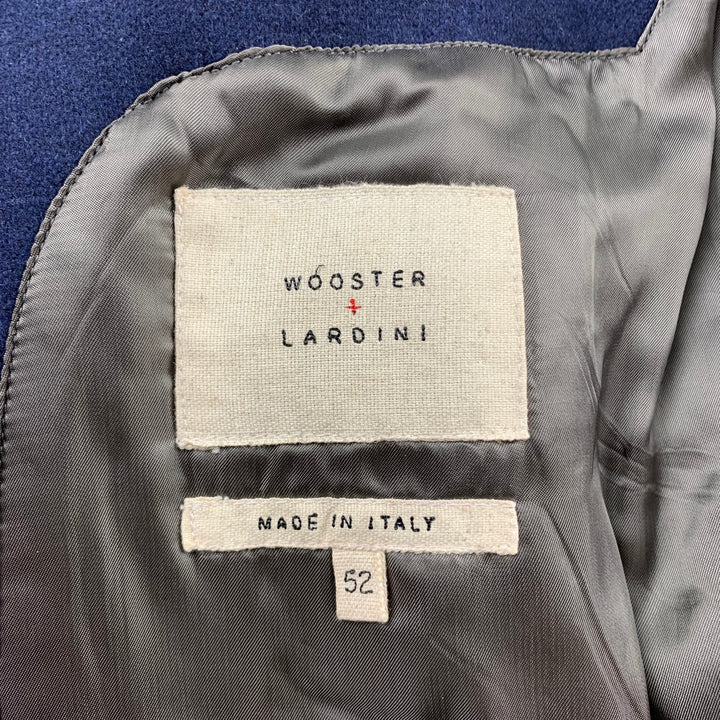 WOOSTER
+
LARDINI
MADE IN ITALY
52